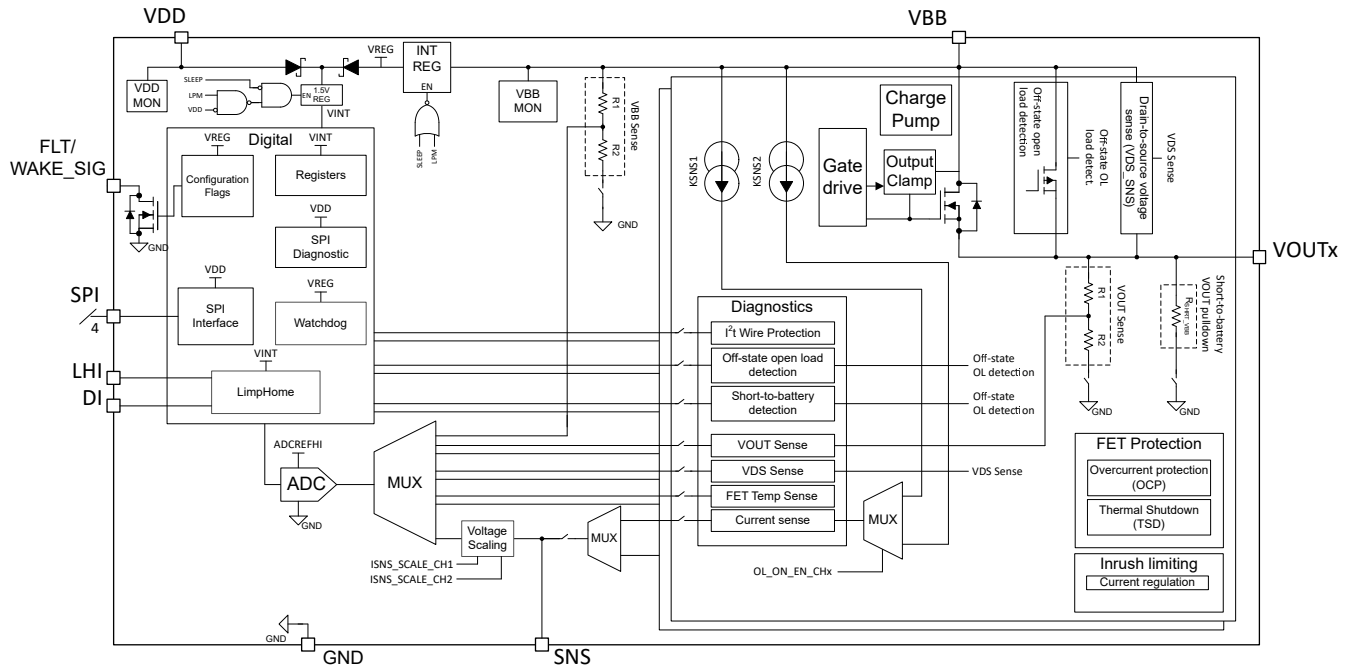 VDD
VBB
VDD
MON
SLEEP
LPM
VDD
EN
1.5V
REG
VINT
VREG
INT
REG
EN
SLEEP
LPM
VBB
MON
R1
R2
VBB Sense
GND
KSNS1
KSNS2
Charge
Pump
Gate
drive
Output
Clamp
Off-state open
load detection
Off-state OL
load detect.
Drain-to-source voltage
sense (VDS_SNS)
VDS Sense
FLT/
WAKE_SIG
GND
Digital
VREG
Configuration
Flags
VINT
Registers
VDD
SPI
Diagnostic
VDD
SPI
Interface
VREG
Watchdog
VINT
LimpHome
SPI
4
LHI
DI
VOUTx
R1
R2
VOUT Sense
GND
RSHRT_VBB
Short-to-battery
VOUT pulldown
GND
Diagnostics
I2t Wire Protection
Off-state open load
detection
Off-state
OL detection
Short-to-battery
detection
Off-state
OL detection
VOUT Sense
VDS Sense
VDS Sense
FET Temp Sense
Current sense
MUX
OL_ON_EN_CHx
ADCREFHI
ADC
GND
MUX
Voltage
Scaling
ISNS_SCALE_CH1
ISNS_SCALE_CH2
MUX
FET Protection
Overcurrent protection
(OCP)
Thermal Shutdown
(TSD)
Inrush limiting
Current regulation
GND
GND
SNS